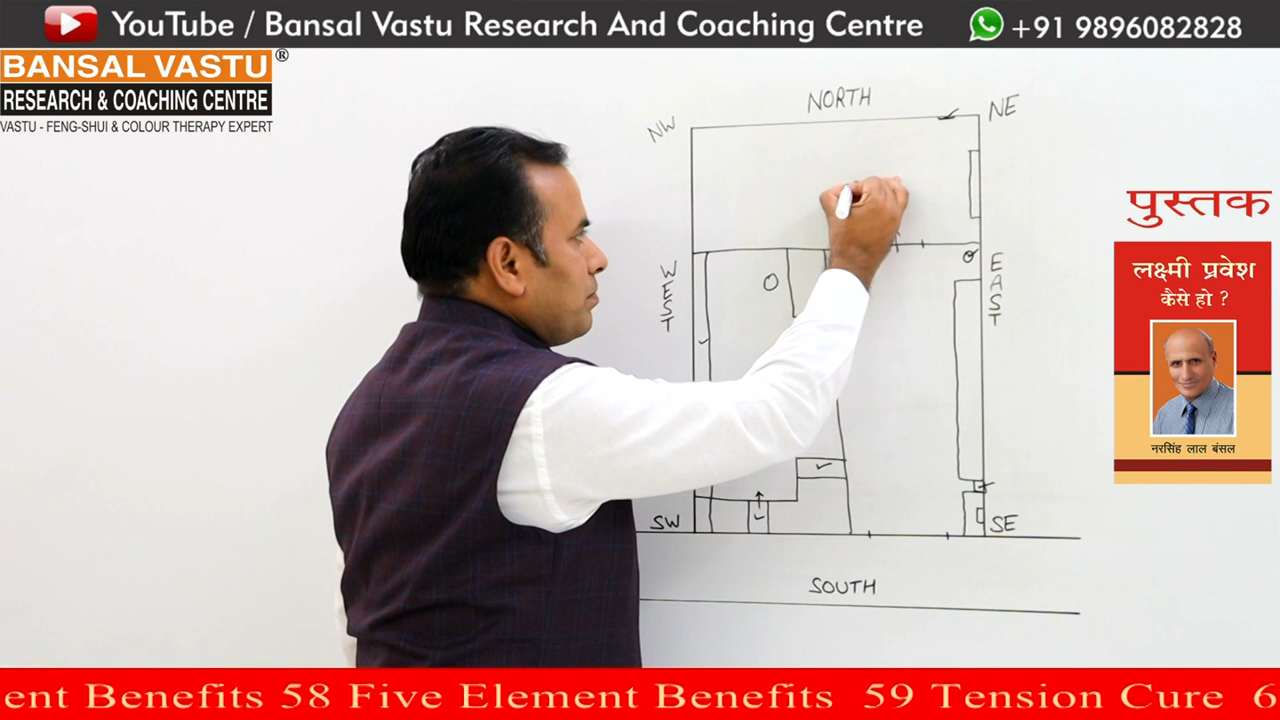 YouTube / Bansal Vastu Research And Coaching Centre +91 9896082828
BANSAL VASTU®
RESEARCH & COACHING CENTRE
VASTU - FENG-SHUI & COLOUR THERAPY EXPERT
NORTH
NW
NE
WEST
EAST
SW
SE
SOUTH
पुस्तक
लक्ष्मी प्रवेश
कैसे हो ?
नरसिंह लाल बंसल
ent Benefits 58 Five Element Benefits 59 Tension Cure 6